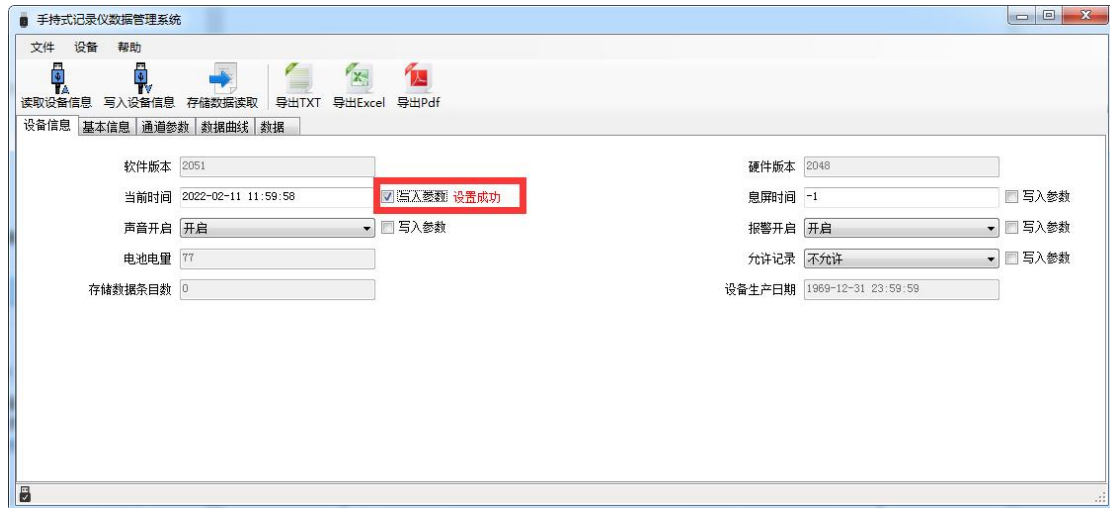 手持式记录仪数据管理系统
文件 设备 帮助
读取设备信息 写入设备信息 存储数据读取 导出TXT 导出Excel 导出Pdf
设备信息 基本信息 通道参数 数据曲线 数据
软件版本 2051 硬件版本 2048
当前时间 2022-02-11 11:59:58 写入参数 设置成功 息屏时间 -1 写入参数
声音开启 开启 写入参数 报警开启 开启 写入参数
电池电量 77 允许记录 不允许 写入参数
存储数据条目数 0 设备生产日期 1969-12-31 23:59:59